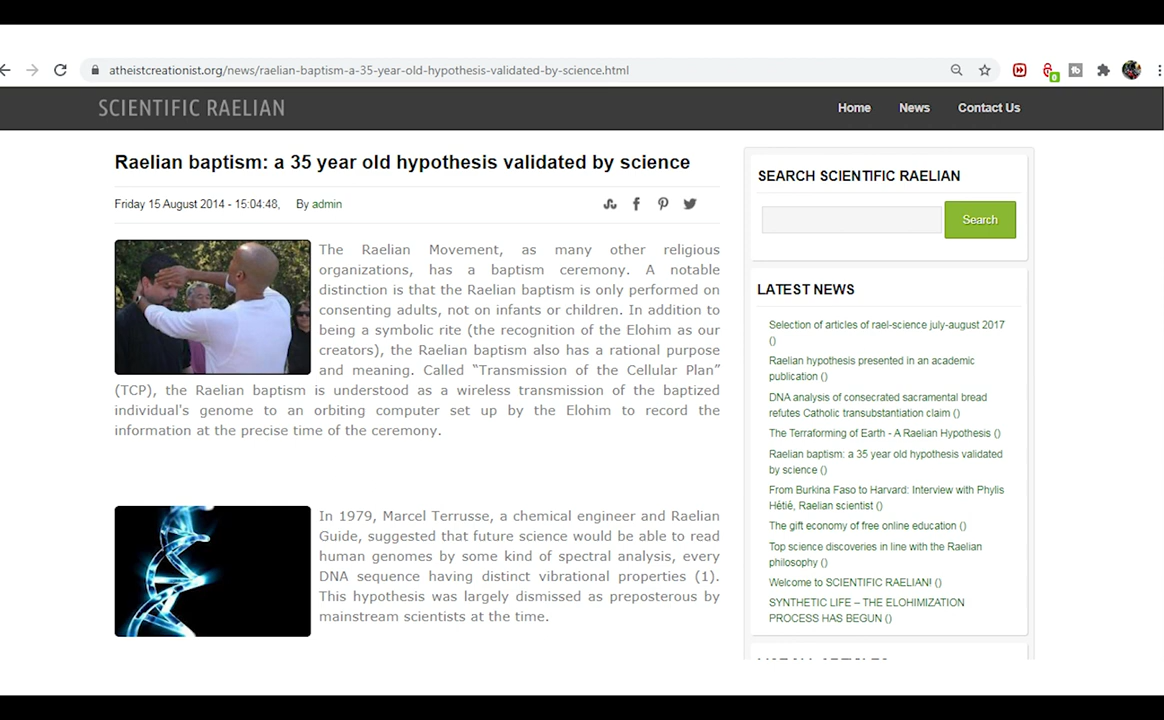 atheistcreationist.org/news/raelian-baptism-a-35-year-old-hypothesis-validated-by-science.html
0
SCIENTIFIC RAELIAN
Home News Contact Us
Raelian baptism: a 35 year old hypothesis validated by science
Friday 15 August 2014 - 15:04:48, By admin
The Raelian Movement, as many other religious
organizations, has a baptism ceremony. A notable
distinction is that the Raelian baptism is only performed on
consenting adults, not on infants or children. In addition to
being a symbolic rite (the recognition of the Elohim as our
creators), the Raelian baptism also has a rational purpose
and meaning. Called “Transmission of the Cellular Plan”
(TCP), the Raelian baptism is understood as a wireless transmission of the baptized
individual's genome to an orbiting computer set up by the Elohim to record the
information at the precise time of the ceremony.
In 1979, Marcel Terrusse, a chemical engineer and Raelian
Guide, suggested that future science would be able to read
human genomes by some kind of spectral analysis, every
DNA sequence having distinct vibrational properties (1).
This hypothesis was largely dismissed as preposterous by
mainstream scientists at the time.
SEARCH SCIENTIFIC RAELIAN
Search
LATEST NEWS
Selection of articles of rael-science july-august 2017
()
Raelian hypothesis presented in an academic
publication ()
DNA analysis of consecrated sacramental bread
refutes Catholic transubstantiation claim ()
The Terraforming of Earth - A Raelian Hypothesis ()
Raelian baptism: a 35 year old hypothesis validated
by science ()
From Burkina Faso to Harvard: Interview with Phylis
Hétié, Raelian scientist ()
The gift economy of free online education ()
Top science discoveries in line with the Raelian
philosophy ()
Welcome to SCIENTIFIC RAELIAN! ()
SYNTHETIC LIFE – THE ELOHIMIZATION
PROCESS HAS BEGUN ()